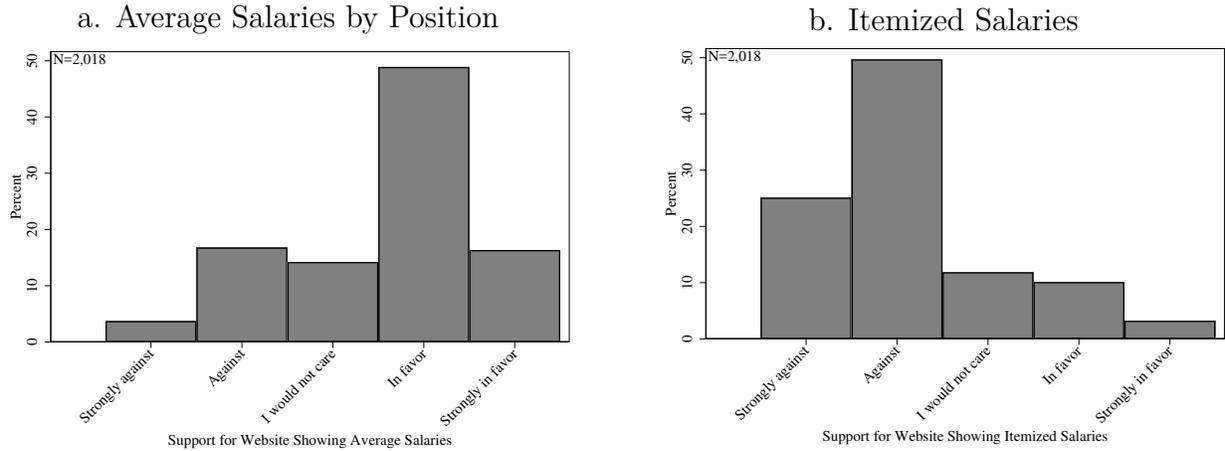 a. Average Salaries by Position
N=2,018
50
40
30
20
10
0
Percent
Strongly against
Against
I would not care
In favor
Strongly in favor
Support for Website Showing Average Salaries
b. Itemized Salaries
N=2,018
50
40
30
20
10
0
Percent
Strongly against
Against
I would not care
In favor
Strongly in favor
Support for Website Showing Itemized Salaries